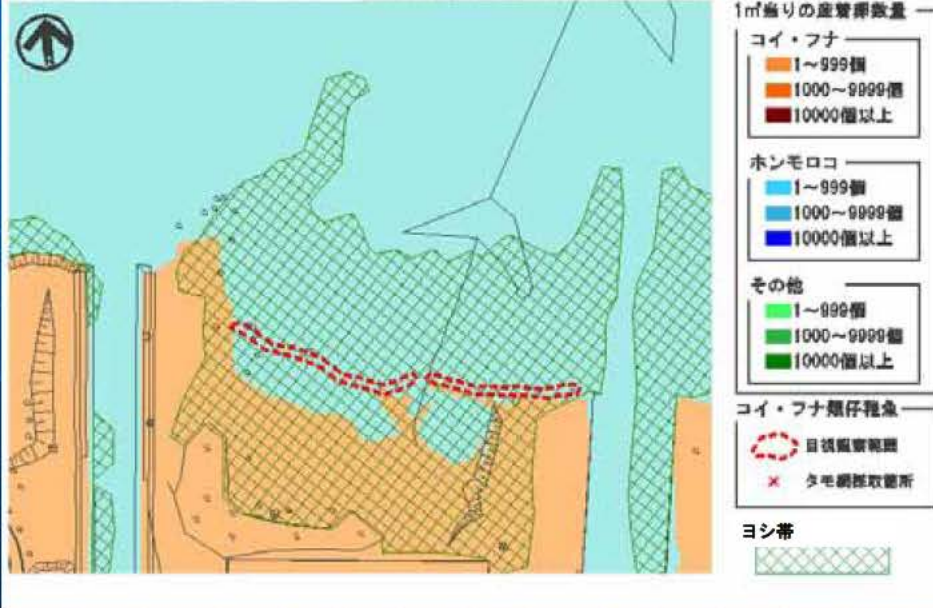 1㎡当りの産着卵数量
コイ・フナ
1～999個
1000～9999個
10000個以上
ホンモロコ
1～999個
1000～9999個
10000個以上
その他
1～999個
1000～9999個
10000個以上
コイ・フナ類仔稚魚
目視観察範囲
タモ網採取箇所
ヨシ帯